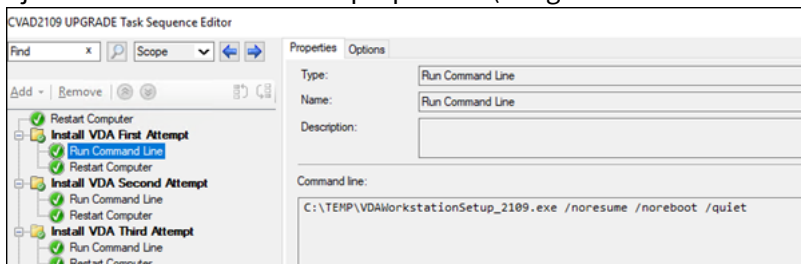 CVAD2109 UPGRADE Task Sequence Editor
Find x Scope
Properties Options
Add Remove
Type: Run Command Line
Name: Run Command Line
Description:
Restart Computer
Install VDA First Attempt
Run Command Line
Restart Computer
Install VDA Second Attempt
Run Command Line
Restart Computer
Install VDA Third Attempt
Run Command Line
Restart Computer
Command line:
C:\TEMP\VDAWorkstationSetup_2109.exe /noresume /noreboot /quiet